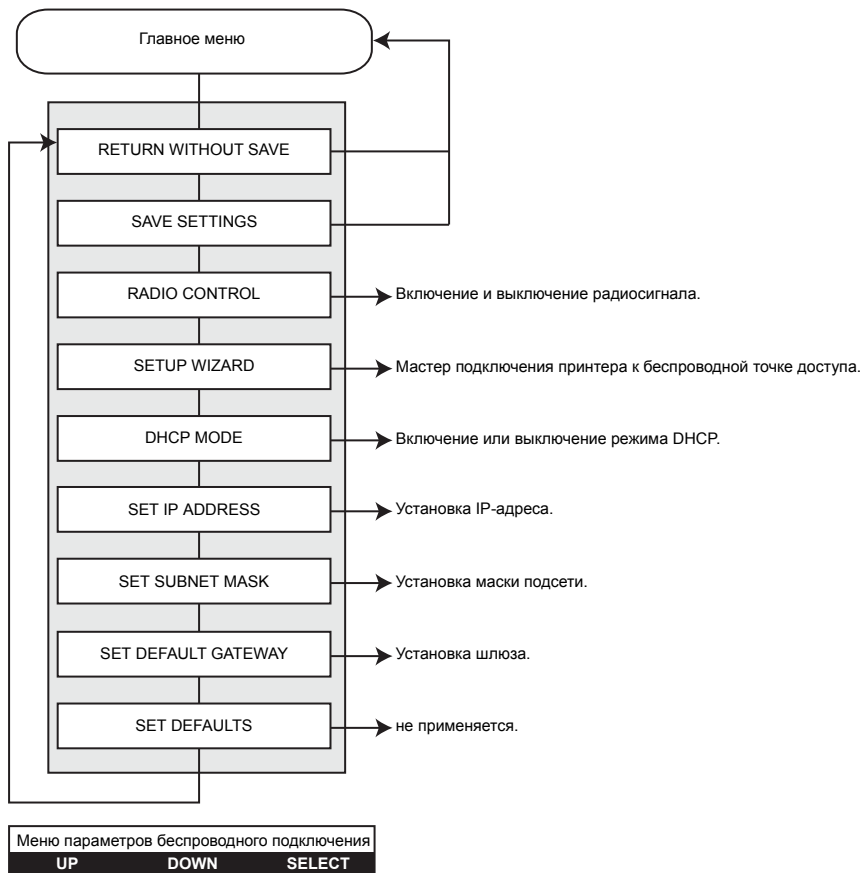 Главное меню
RETURN WITHOUT SAVE
SAVE SETTINGS
RADIO CONTROL
Включение и выключение радиосигнала.
SETUP WIZARD
Мастер подключения принтера к беспроводной точке доступа.
DHCP MODE
Включение или выключение режима DHCP.
SET IP ADDRESS
Установка IP-адреса.
SET SUBNET MASK
Установка маски подсети.
SET DEFAULT GATEWAY
Установка шлюза.
SET DEFAULTS
не применяется.
Меню параметров беспроводного подключения
UP DOWN SELECT